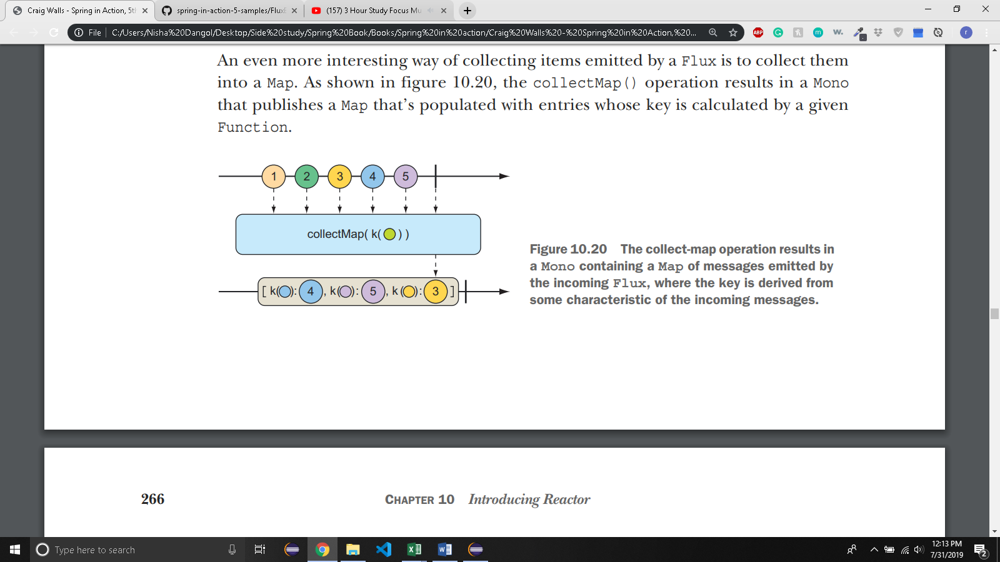 Craig Walls - Spring in Action, 5th
spring-in-action-5-samples/FluxB
(157) 3 Hour Study Focus Mu
File
C:/Users/Nisha%20Dangol/Desktop/Side%20study/Spring%20Book/Books/Spring%20in%20action/Craig%20Walls%20-%20Spring%20in%20Action,%20...
ABP
m
w.
r
An even more interesting way of collecting items emitted by a Flux is to collect them
into a Map. As shown in figure 10.20, the collectMap() operation results in a Mono
that publishes a Map that’s populated with entries whose key is calculated by a given
Function.
1 2 3 4 5
collectMap( k( ) )
[ k( ): 4 , k( ): 5 , k ( ): 3 ]
Figure 10.20 The collect-map operation results in
a Mono containing a Map of messages emitted by
the incoming Flux, where the key is derived from
some characteristic of the incoming messages.
266
CHAPTER 10 Introducing Reactor
Type here to search
12:13 PM
7/31/2019
2